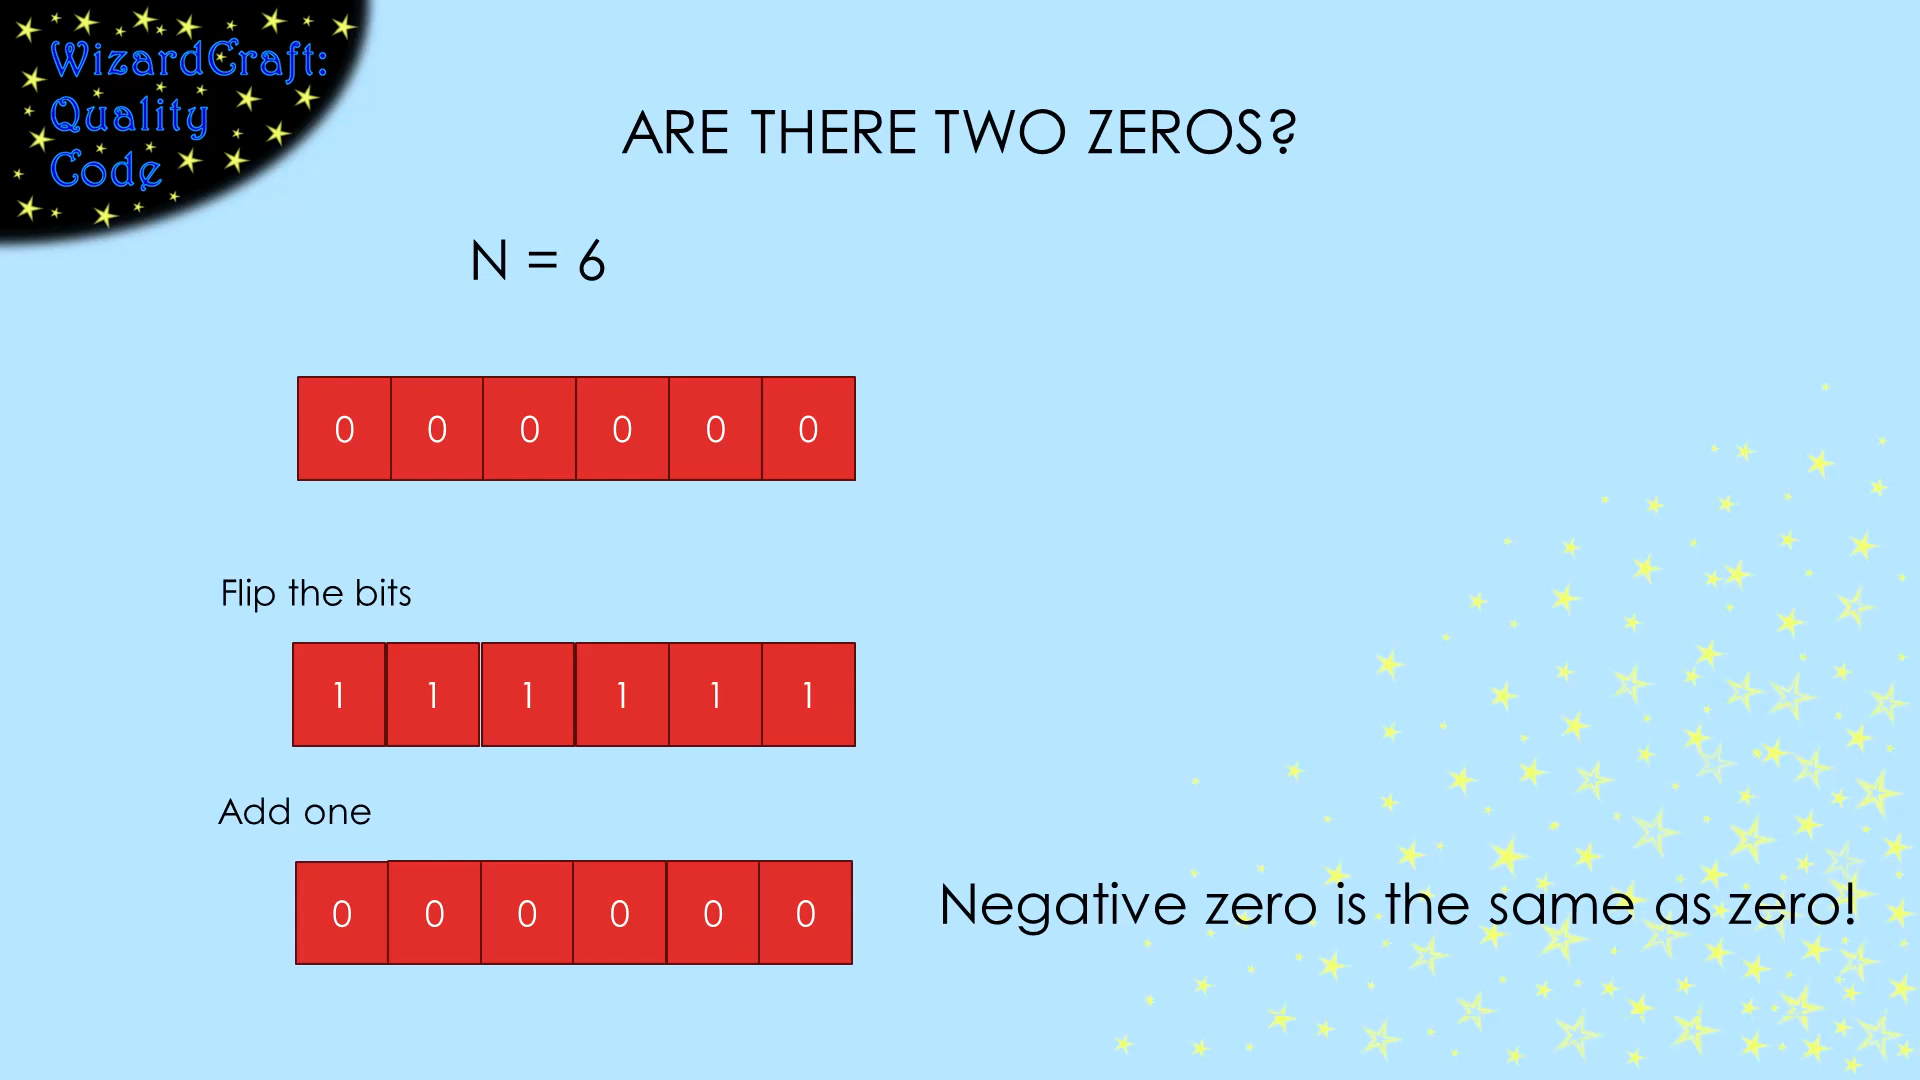 WizardCraft:
Quality
Code
ARE THERE TWO ZEROS?
N = 6
0 0 0 0 0 0
Flip the bits
1 1 1 1 1 1
Add one
0 0 0 0 0 0
Negative zero is the same as zero!